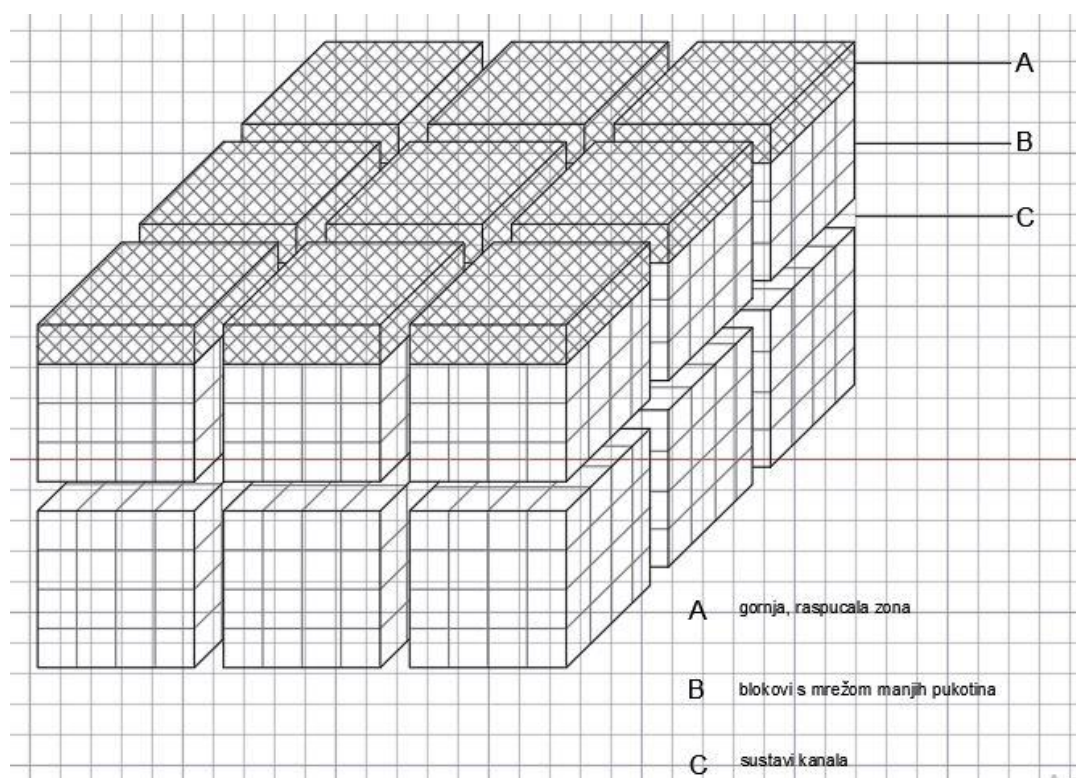 A
B
C
A gornja, raspucala zona
B blokovi s mrežom manjih pukotina
C sustavi kanala